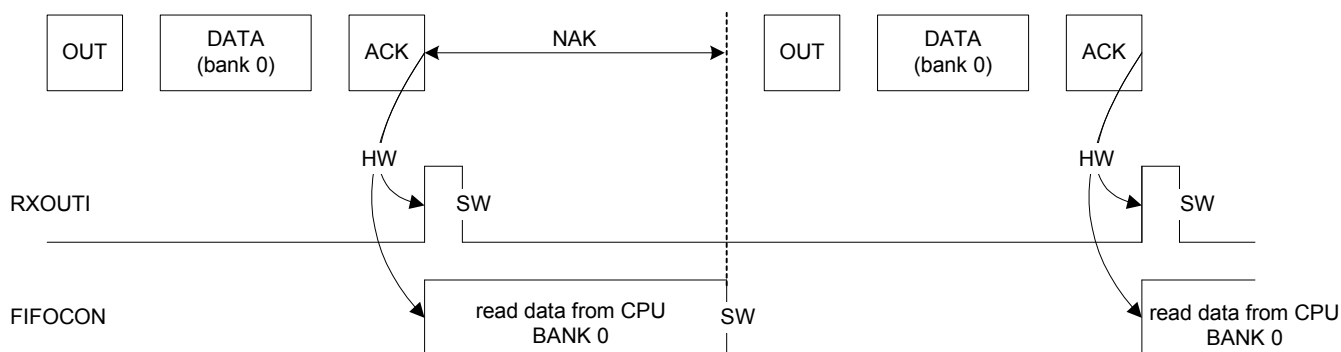 OUT
DATA
(bank 0)
ACK
NAK
OUT
DATA
(bank 0)
ACK
HW
HW
RXOUTI
SW
SW
FIFOCON
read data from CPU
BANK 0
SW
read data from CPU
BANK 0